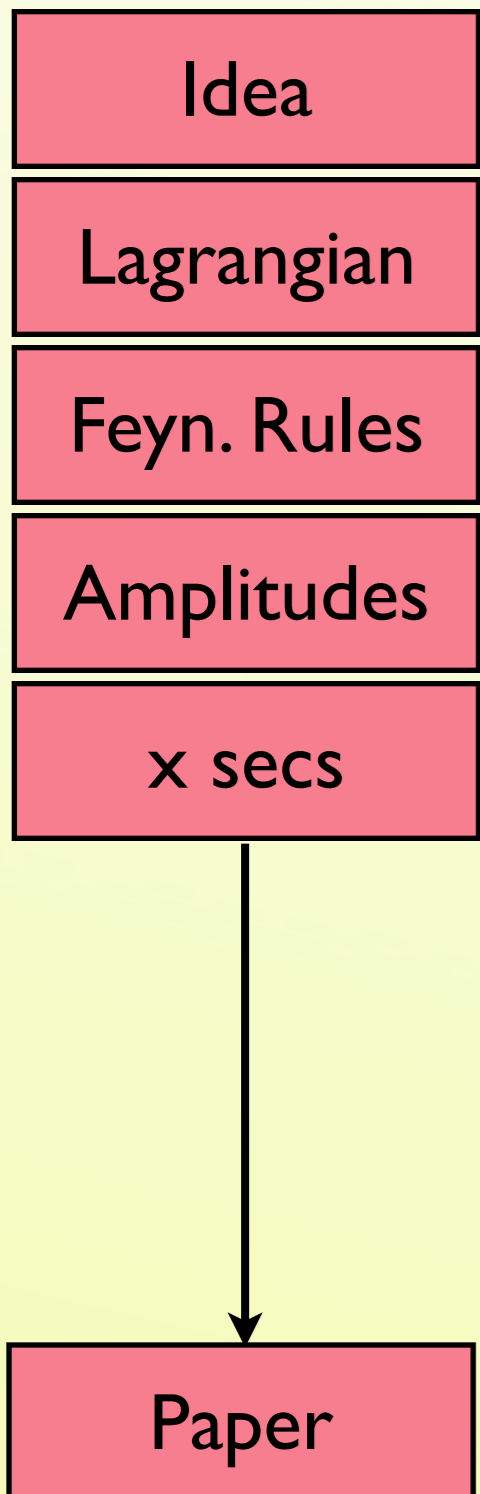 Idea
Lagrangian
Feyn. Rules
Amplitudes
x secs
Paper